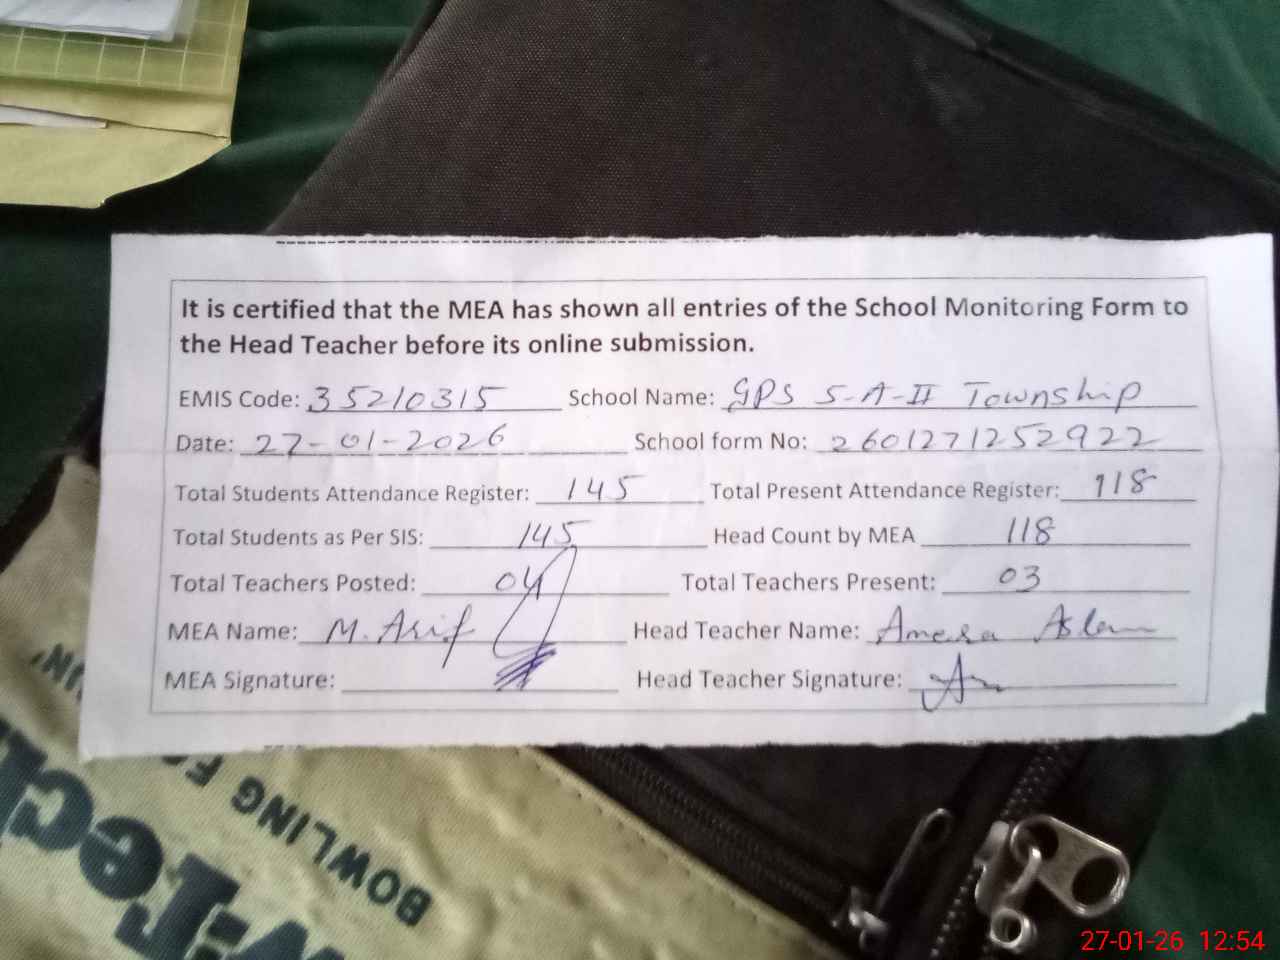 It is certified that the MEA has shown all entries of the School Monitoring Form to
the Head Teacher before its online submission.
EMIS Code: 35210315 School Name: GPS 5-A-II Township
Date: 27-01-2026 School form No: 2601271252922
Total Students Attendance Register: 145 Total Present Attendance Register: 118
Total Students as Per SIS: 145 Head Count by MEA 118
Total Teachers Posted: 04 Total Teachers Present: 03
MEA Name: M. Arif Head Teacher Name: Amera Aslam
MEA Signature: Head Teacher Signature:
BOWLING
27-01-26 12:54